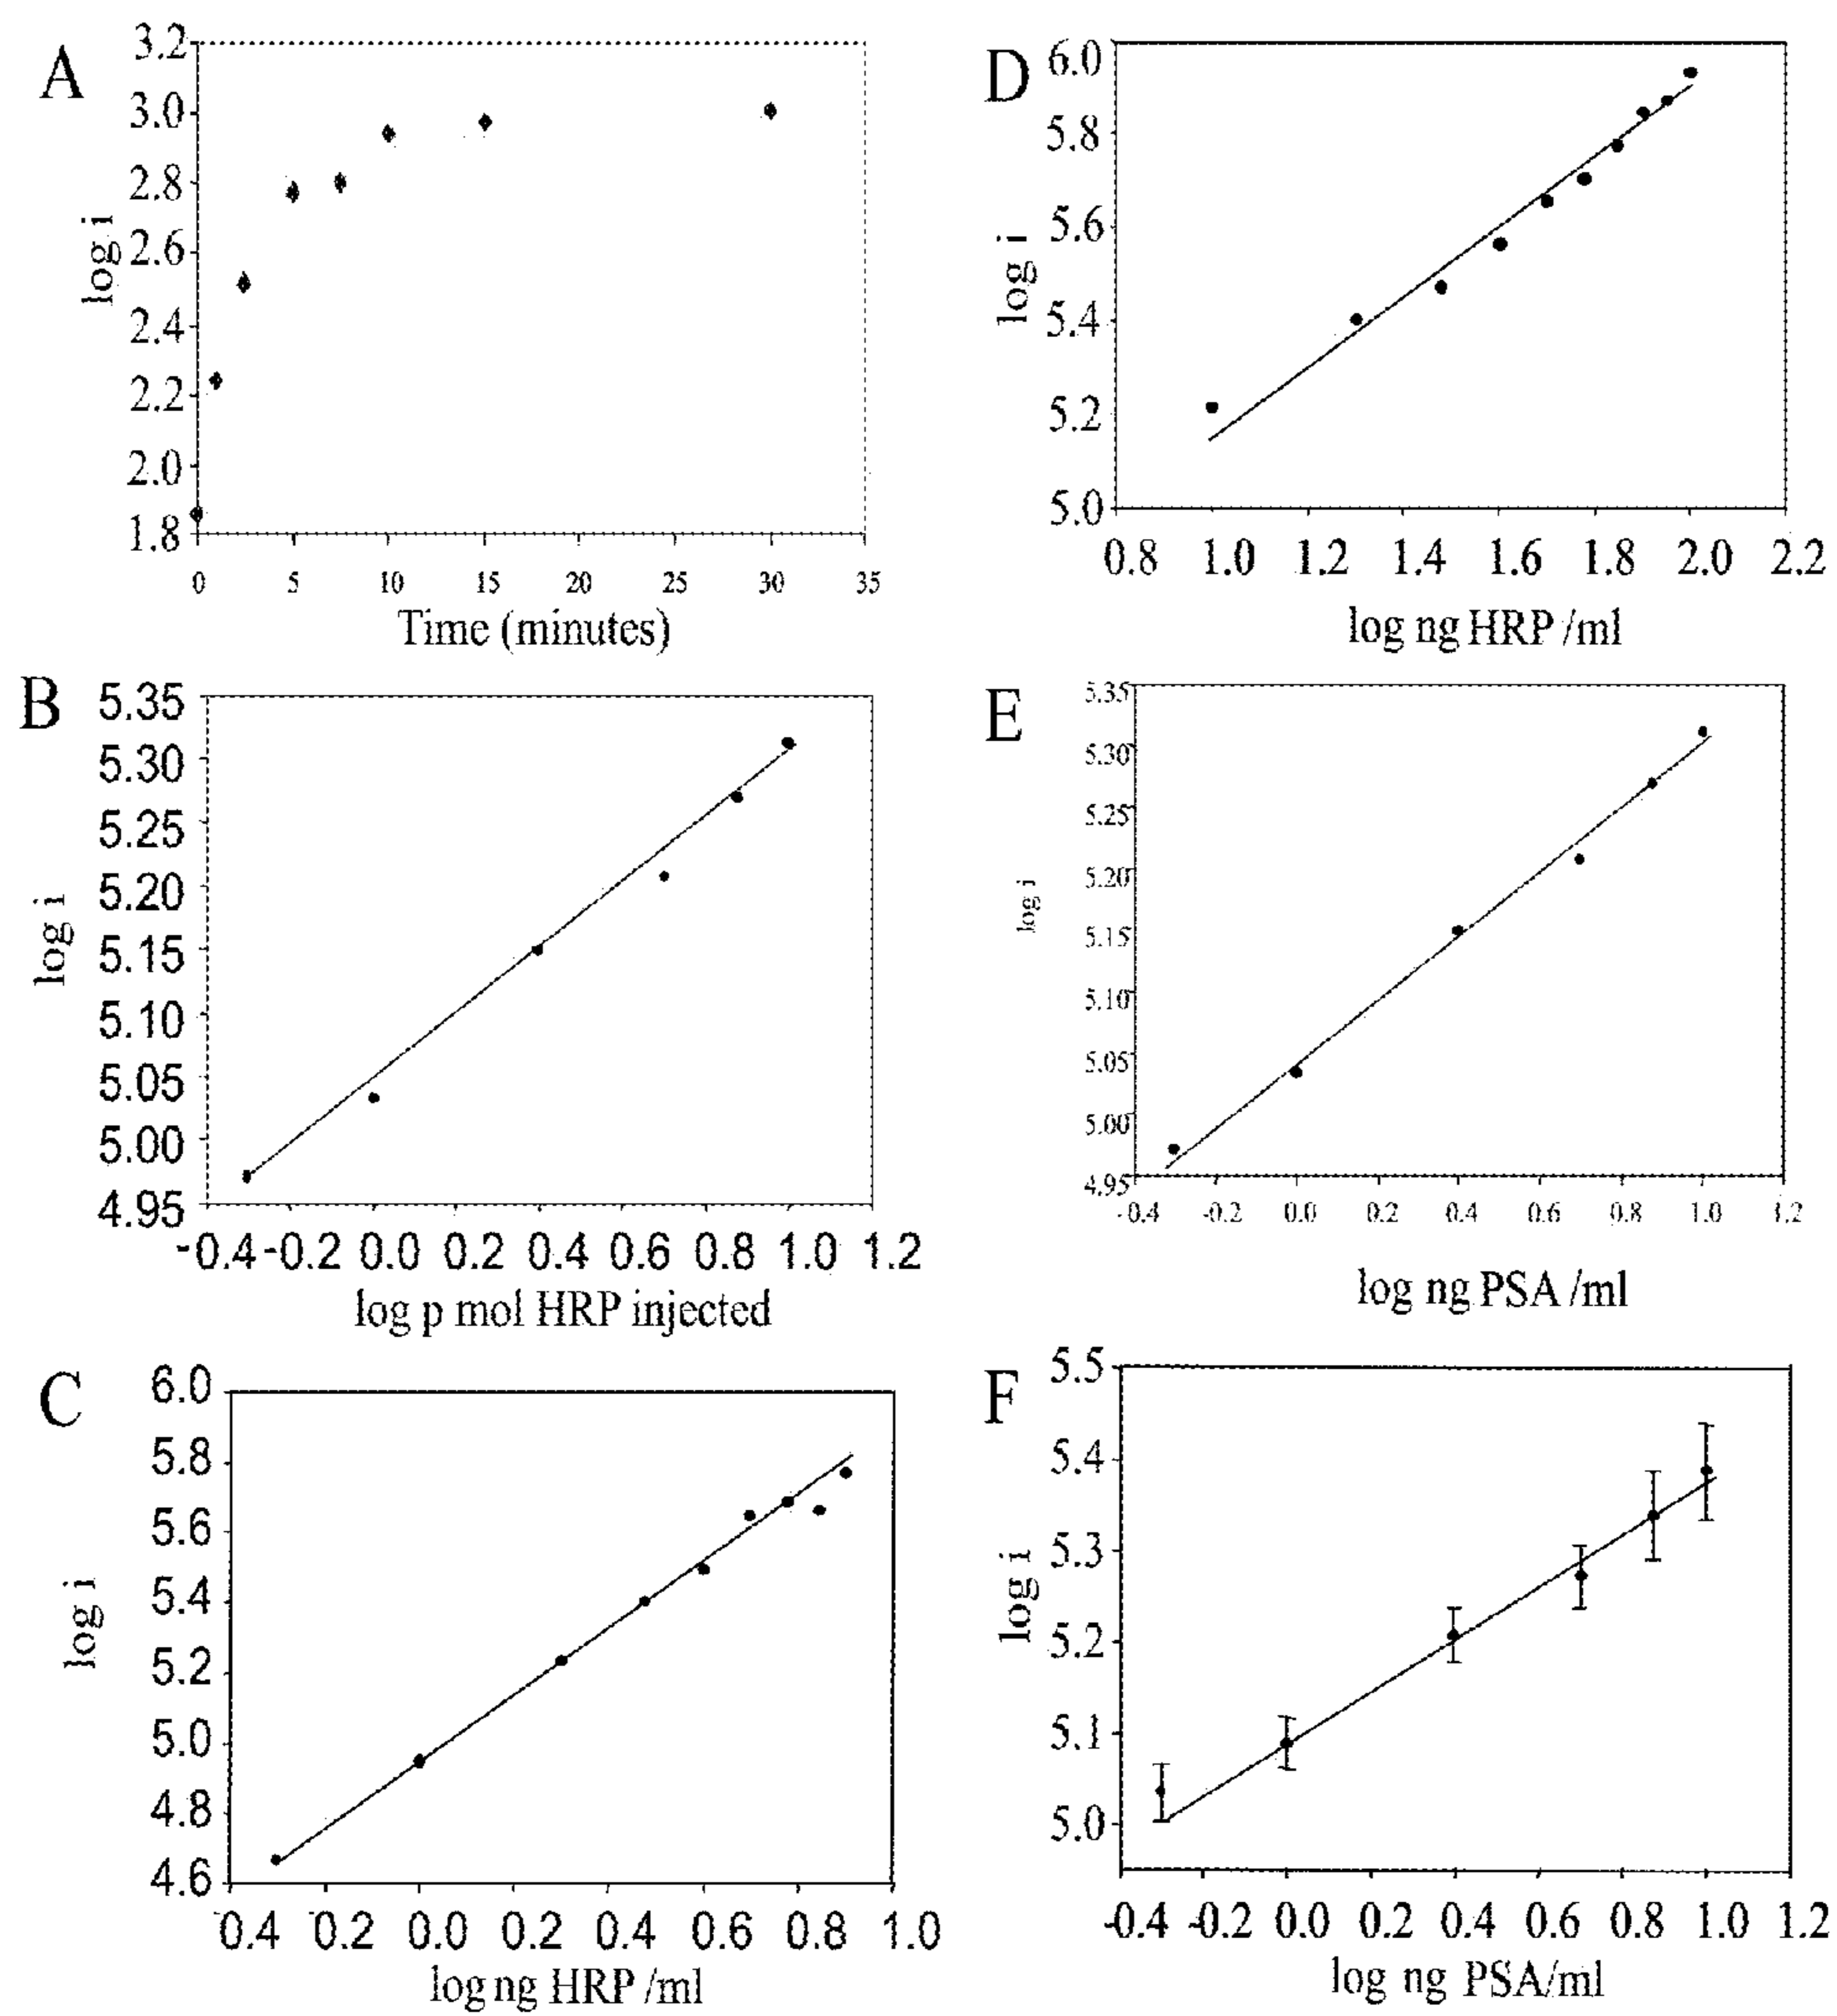 A
3.2
3.0
2.8
2.6
2.4
2.2
2.0
1.8
log i
0 5 10 15 20 25 30 35
Time (minutes)
B
5.35
5.30
5.25
5.20
5.15
5.10
5.05
5.00
4.95
log i
-0.4 -0.2 0.0 0.2 0.4 0.6 0.8 1.0 1.2
log p mol HRP injected
C
6.0
5.8
5.6
5.4
5.2
5.0
4.8
4.6
log i
-0.4 -0.2 0.0 0.2 0.4 0.6 0.8 1.0
log ng HRP /ml
D
6.0
5.8
5.6
5.4
5.2
5.0
log i
0.8 1.0 1.2 1.4 1.6 1.8 2.0 2.2
log ng HRP /ml
E
5.35
5.30
5.25
5.20
5.15
5.10
5.05
5.00
4.95
log i
-0.4 -0.2 0.0 0.2 0.4 0.6 0.8 1.0 1.2
log ng PSA /ml
F
5.5
5.4
5.3
5.2
5.1
5.0
log i
-0.4 -0.2 0.0 0.2 0.4 0.6 0.8 1.0 1.2
log ng PSA/ml